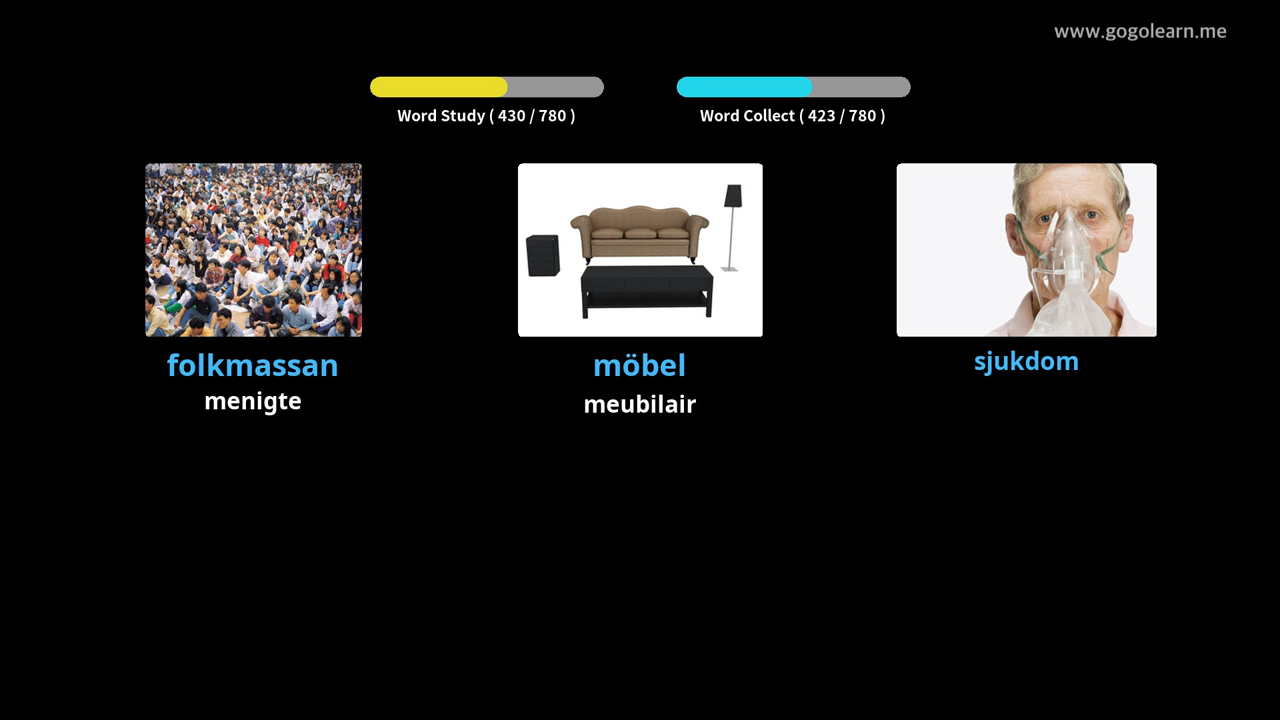 www.gogolearn.me
Word Study ( 430 / 780 )
Word Collect ( 423 / 780 )
folkmassan
menigte
möbel
meubilair
sjukdom